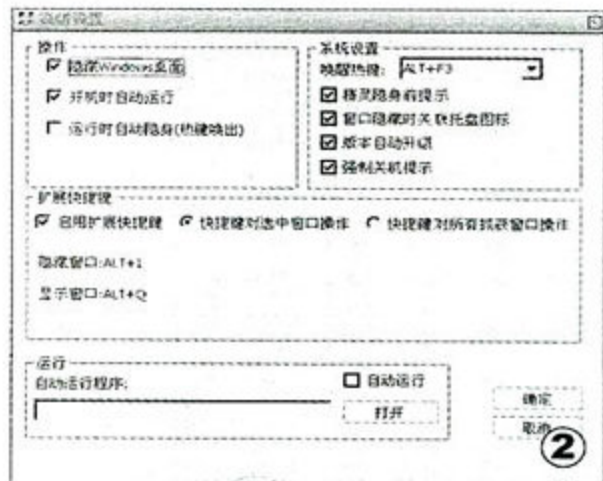 操作
隐藏Windows桌面
开机时自动运行
运行时自动隐身(热键唤出)
系统设置
唤醒热键: ALT+F3
精灵隐身前提示
窗口隐藏时关联托盘图标
版本自动升级
强制关机提示
扩展快捷键
启用扩展快捷键 快捷键对选中窗口操作 快捷键对所有抓获窗口操作
隐藏窗口:ALT+1
显示窗口:ALT+Q
运行
自动运行程序:
自动运行
打开
确定
取消
②